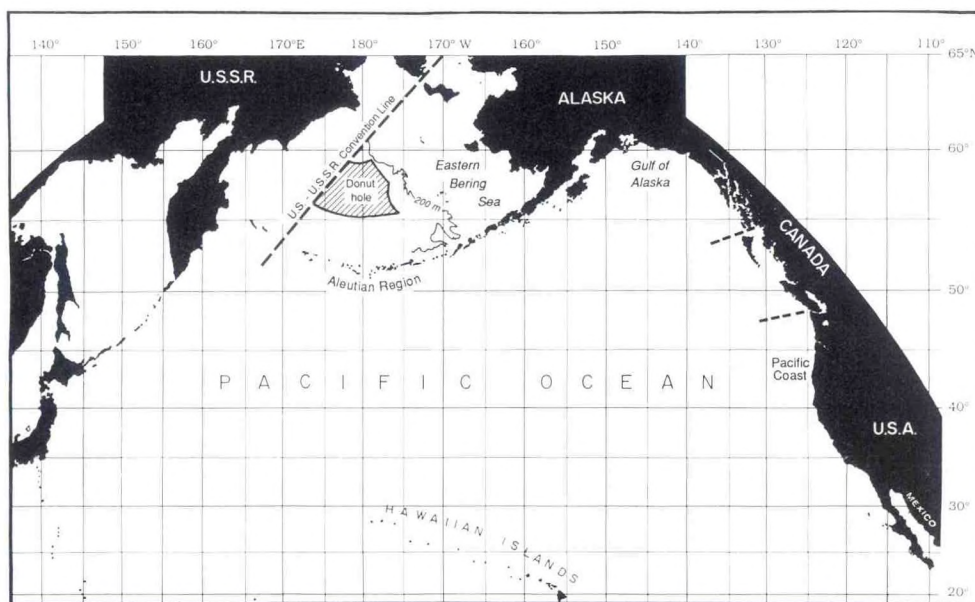 140° 150° 160° 170°E 180° 170° W 160° 150° 140° 130° 120° 110°
65°N
U.S.S.R.
ALASKA
U.S. / U.S.S.R. Convention Line
60°
Eastern
Bering
Sea
Gulf of
Alaska
Donut
hole
200 m
CANADA
Aleutian Region
50°
Pacific
Coast
PACIFIC OCEAN
40°
U.S.A.
MEXICO
30°
HAWAIIAN ISLANDS
20°